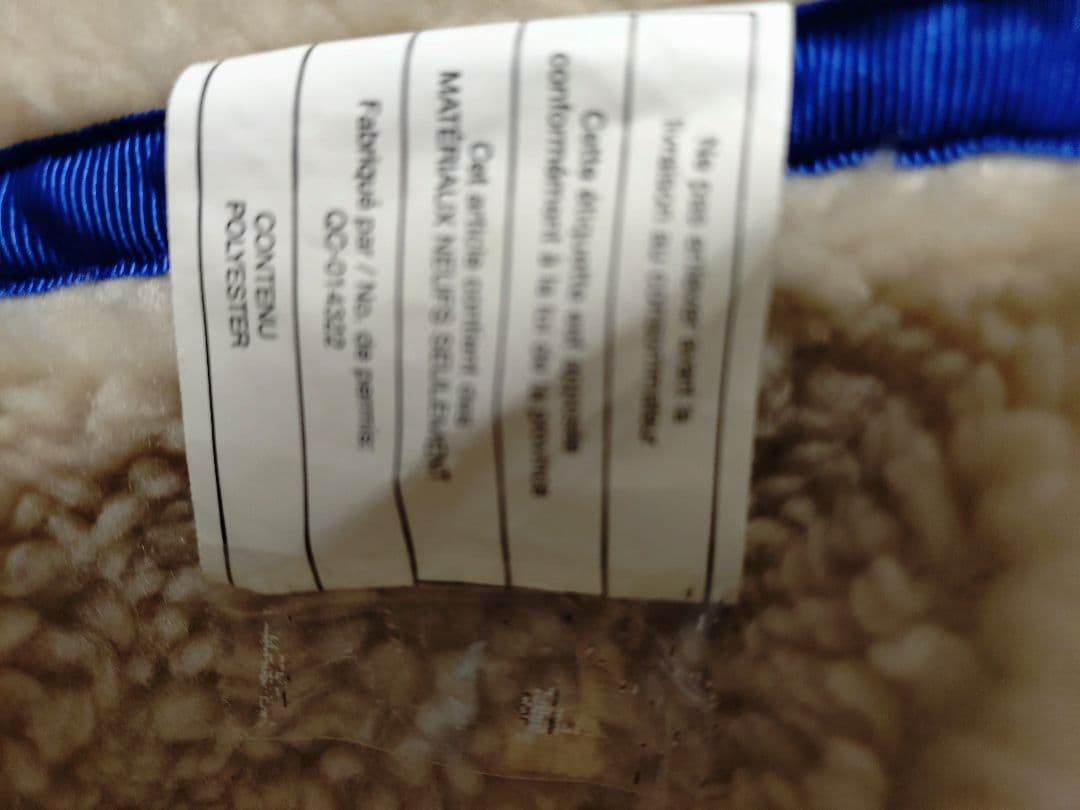 Ne pas enlever avant la
livraison au consommateur
Cette étiquette est apposée
conformément à la loi de la province
Cet article contient des
MATÉRIAUX NEUFS SEULEMENT
Fabriqué par / No. de permis:
QC-014322
CONTENU
POLYESTER